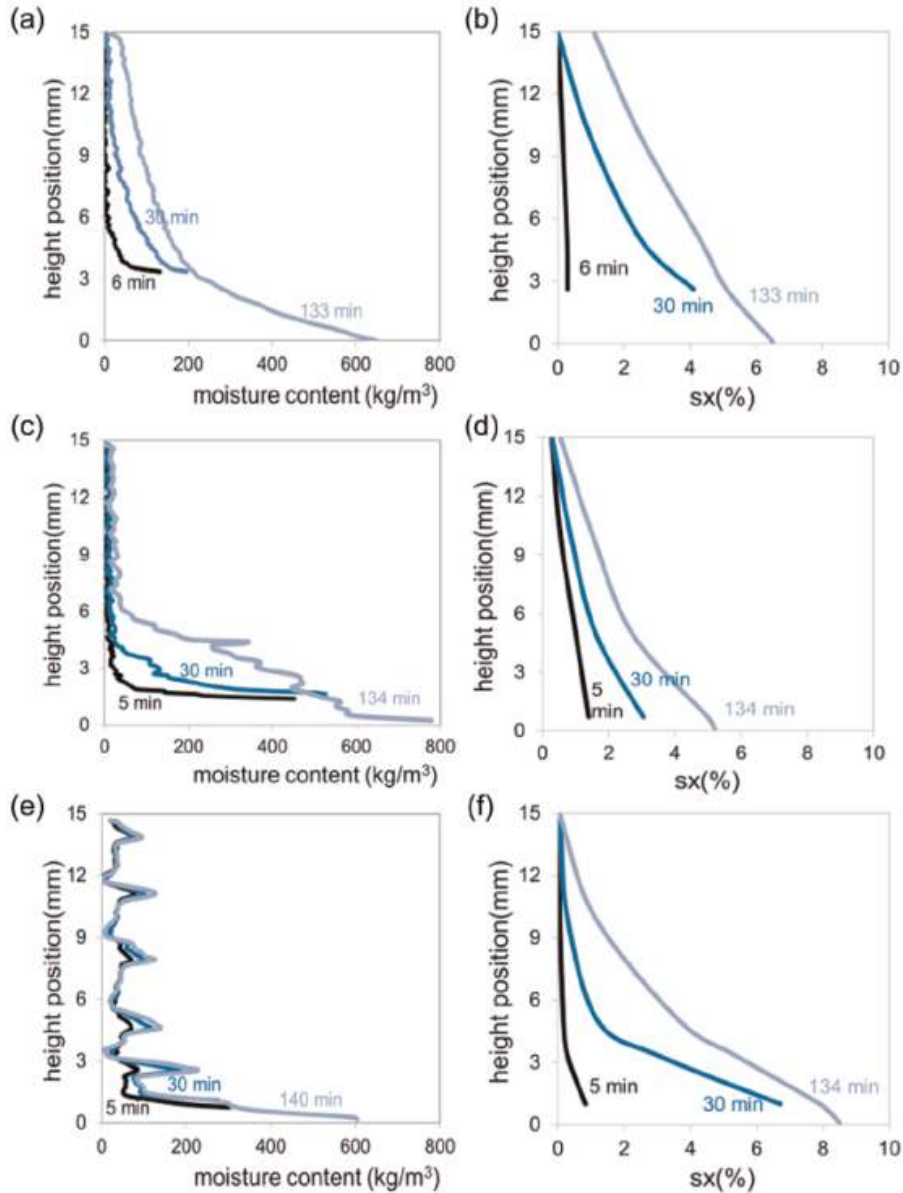 (a)
height position(mm)
15
12
9
6
3
0
30 min
6 min
133 min
0 200 400 600 800
moisture content (kg/m³)
(b)
height position(mm)
15
12
9
6
3
0
6 min
30 min
133 min
0 2 4 6 8 10
sx(%)
(c)
height position(mm)
15
12
9
6
3
0
30 min
5 min
134 min
0 200 400 600 800
moisture content (kg/m³)
(d)
height position(mm)
15
12
9
6
3
0
5
min
30 min
134 min
0 2 4 6 8 10
sx(%)
(e)
height position(mm)
15
12
9
6
3
0
30 min
5 min
140 min
0 200 400 600 800
moisture content (kg/m³)
(f)
height position(mm)
15
12
9
6
3
0
5 min
30 min
134 min
0 2 4 6 8 10
sx(%)